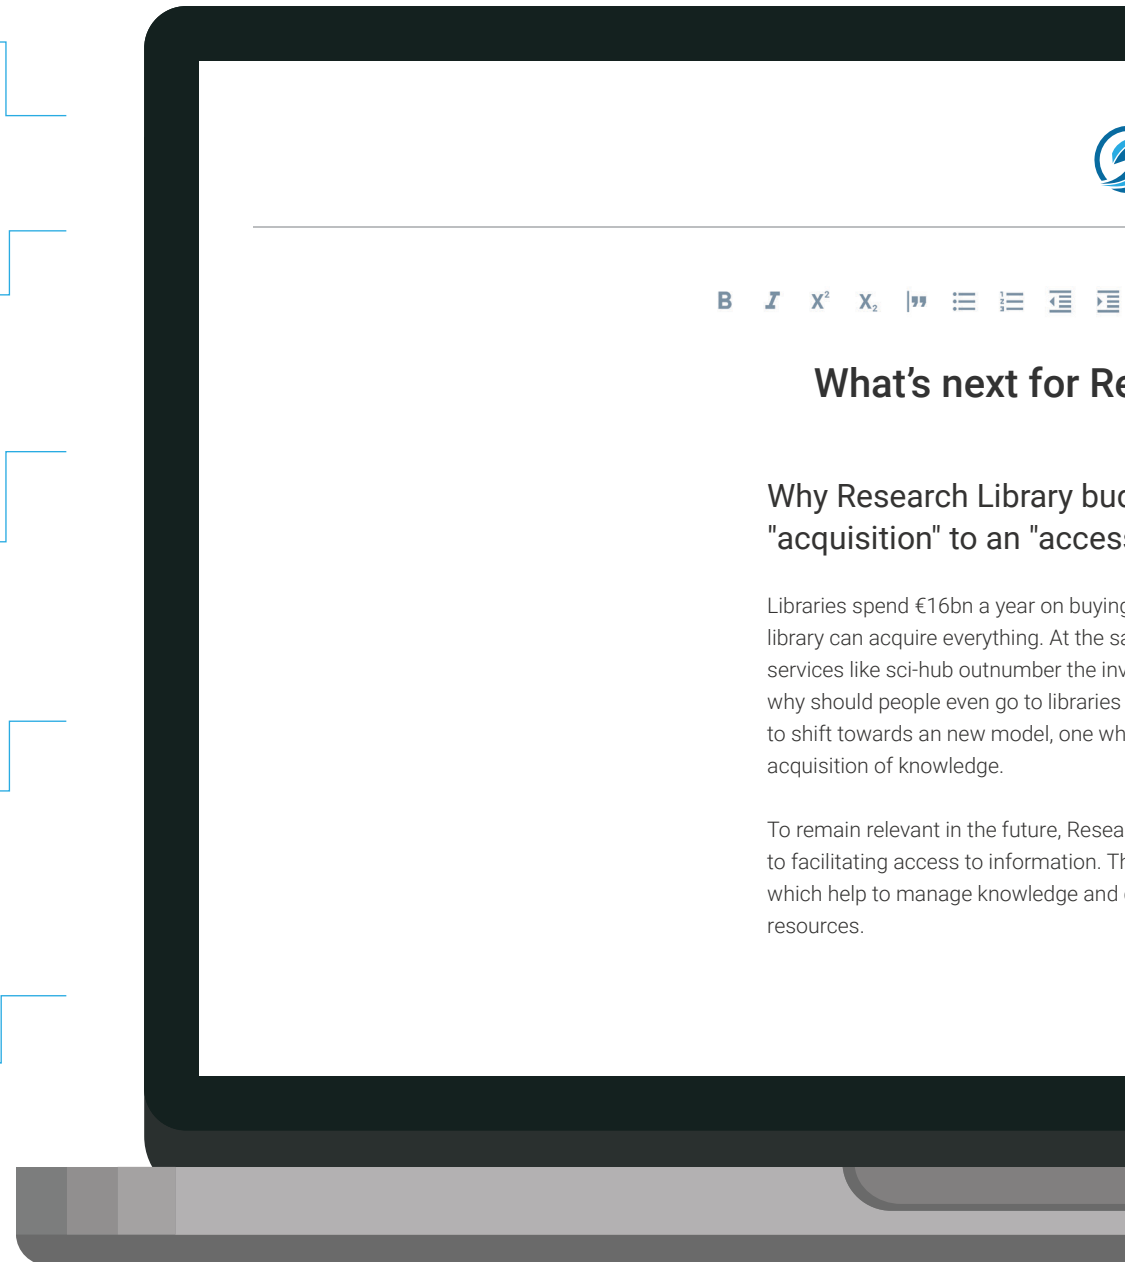 B I X² X₂
What's next for Re
Why Research Library bud
"acquisition" to an "access
Libraries spend €16bn a year on buying
library can acquire everything. At the sa
services like sci-hub outnumber the inv
why should people even go to libraries
to shift towards an new model, one wh
acquisition of knowledge.
To remain relevant in the future, Resea
to facilitating access to information. Th
which help to manage knowledge and
resources.